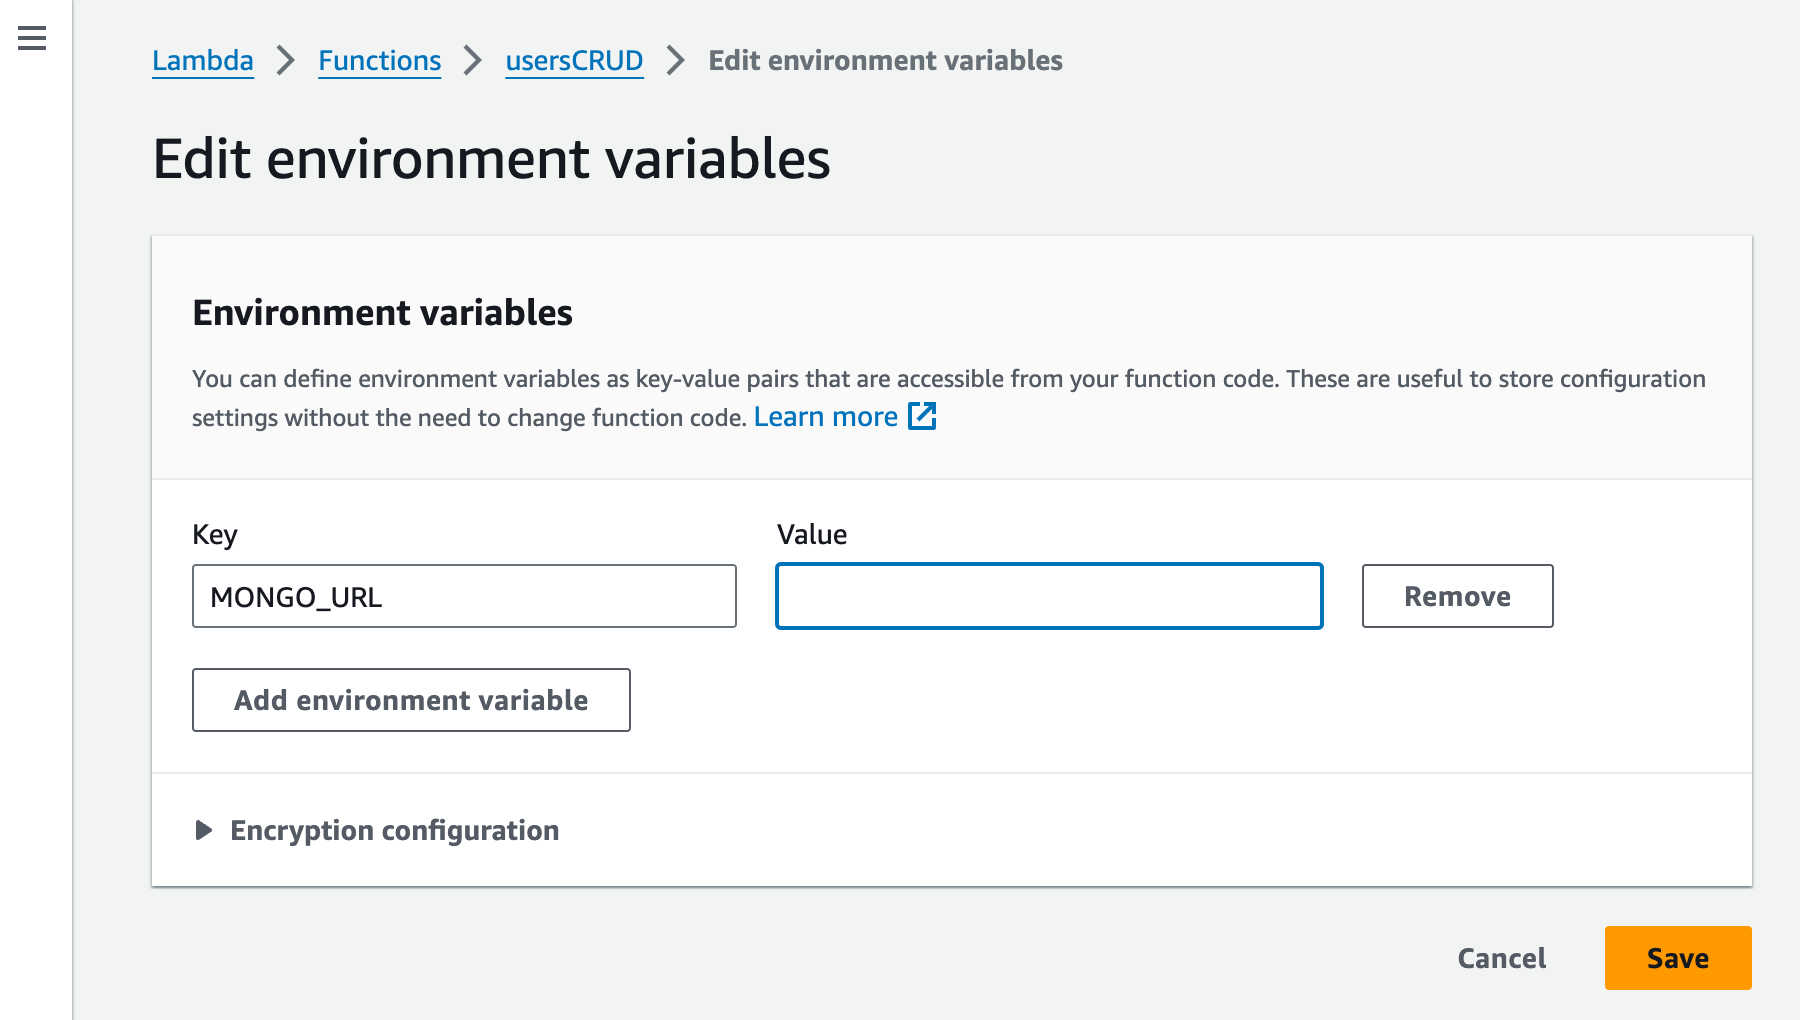 Lambda > Functions > usersCRUD > Edit environment variables
Edit environment variables
Environment variables
You can define environment variables as key-value pairs that are accessible from your function code. These are useful to store configuration
settings without the need to change function code. Learn more
Key Value
MONGO_URL Remove
Add environment variable
Encryption configuration
Cancel Save